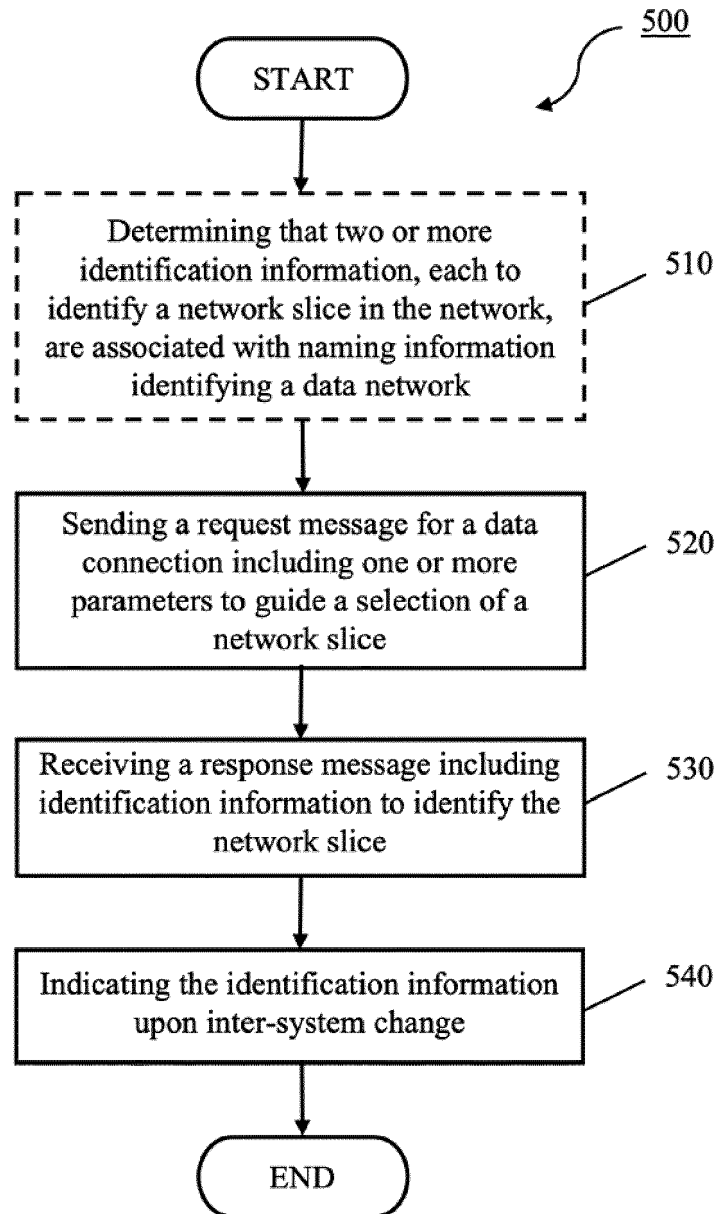 500
START
Determining that two or more
identification information, each to
identify a network slice in the network,
are associated with naming information
identifying a data network
510
Sending a request message for a data
connection including one or more
parameters to guide a selection of a
network slice
520
Receiving a response message including
identification information to identify the
network slice
530
Indicating the identification information
upon inter-system change
540
END